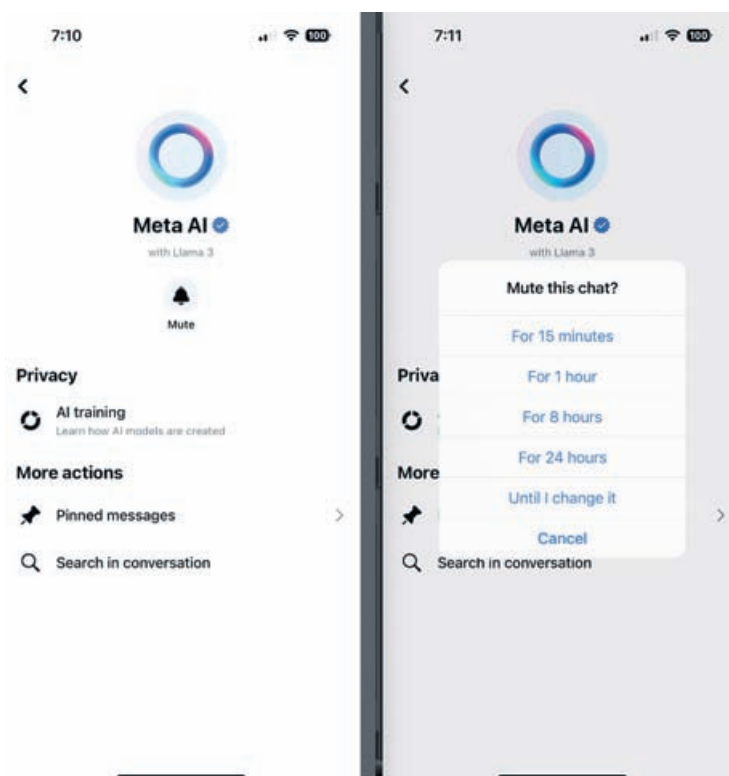 7:10
100
Meta AI
with Llama 3
Mute
Privacy
AI training
Learn how AI models are created
More actions
Pinned messages
Search in conversation
7:11
100
Meta AI
with Llama 3
Mute this chat?
For 15 minutes
For 1 hour
For 8 hours
For 24 hours
Until I change it
Cancel
Priva
More
Search in conversation